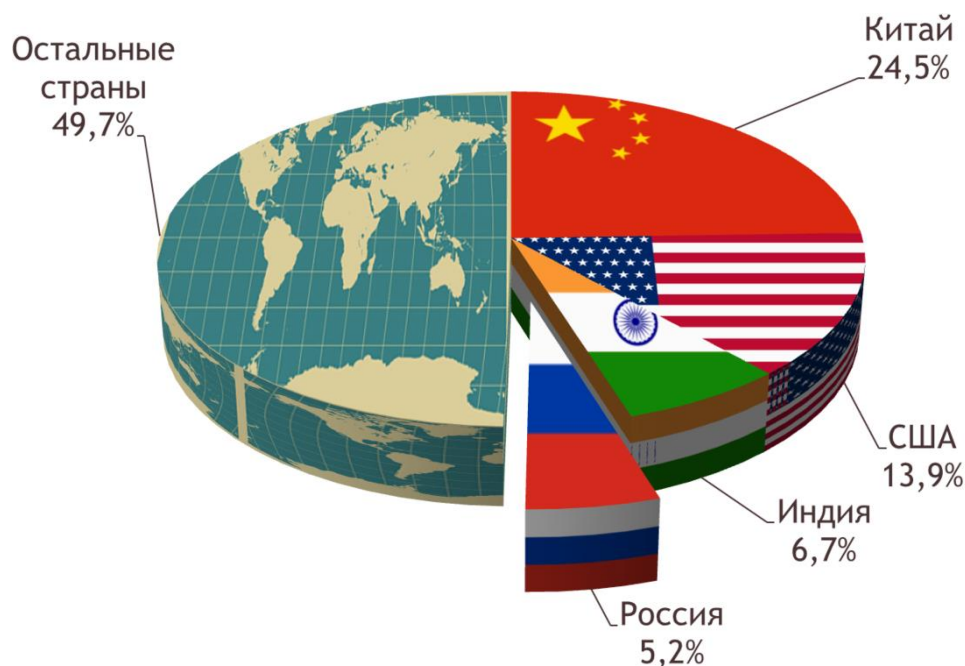 Остальные
страны
49,7%
Китай
24,5%
США
13,9%
Индия
6,7%
Россия
5,2%